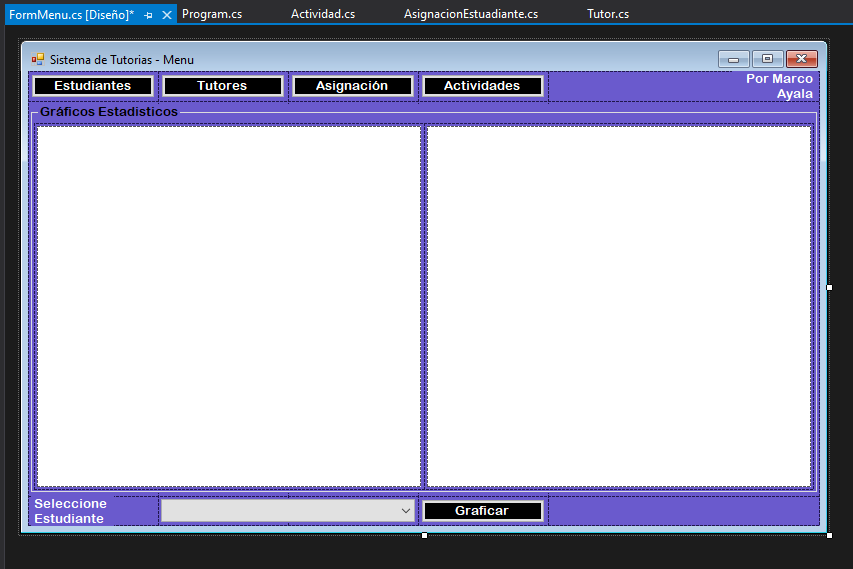 FormMenu.cs [Diseño]*
Program.cs
Actividad.cs
AsignacionEstuadiante.cs
Tutor.cs
Sistema de Tutorias - Menu
Estudiantes
Tutores
Asignación
Actividades
Por Marco
Ayala
Gráficos Estadisticos
Seleccione
Estudiante
Graficar